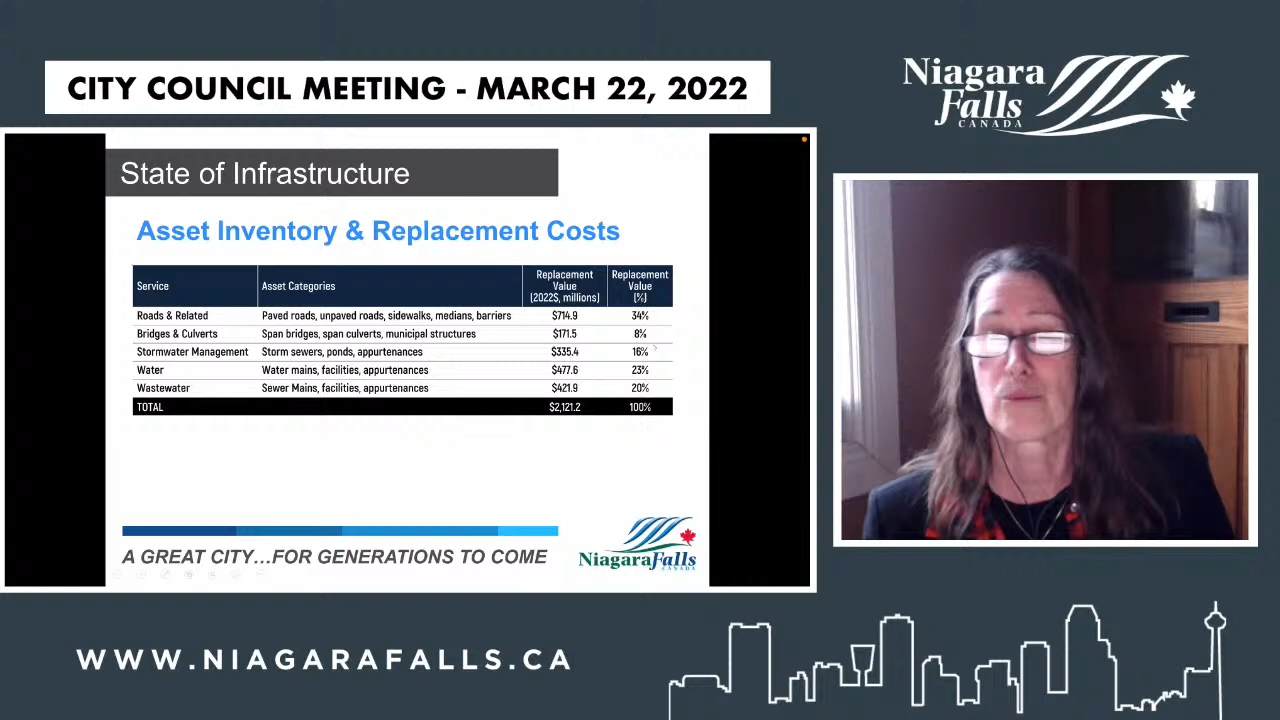 CITY COUNCIL MEETING - MARCH 22, 2022
Niagara
Falls
CANADA
State of Infrastructure
Asset Inventory & Replacement Costs
Service Asset Categories Replacement Value (2022$, millions) Replacement Value (%)
Roads & Related Paved roads, unpaved roads, sidewalks, medians, barriers $714.9 34%
Bridges & Culverts Span bridges, span culverts, municipal structures $171.5 8%
Stormwater Management Storm sewers, ponds, appurtenances $335.4 16%
Water Water mains, facilities, appurtenances $477.6 23%
Wastewater Sewer Mains, facilities, appurtenances $421.9 20%
TOTAL $2,121.2 100%
A GREAT CITY...FOR GENERATIONS TO COME
NiagaraFalls
CANADA
WWW.NIAGARAFALLS.CA